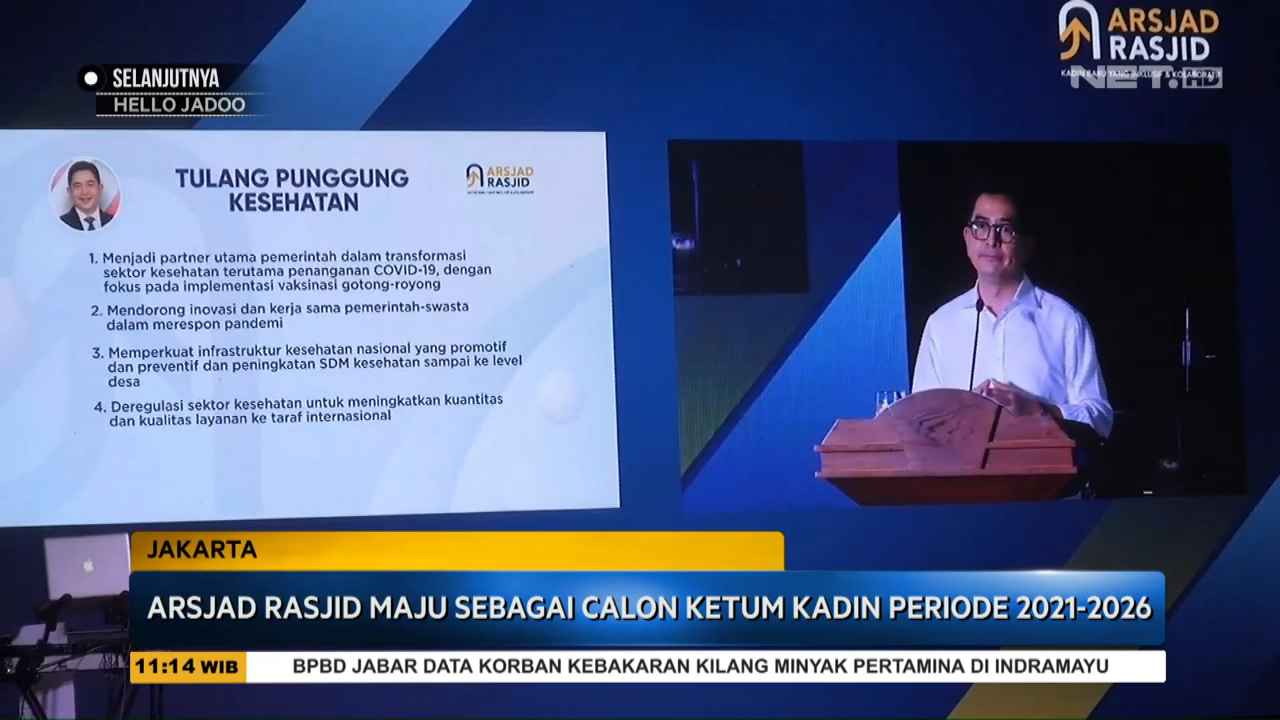 SELANJUTNYA
HELLO JADOO
ARSJAD
RASJID
KADIN BARU YANG INKLUSIF & KOLABORATIF
NET. HD
TULANG PUNGGUNG
KESEHATAN
ARSJAD
RASJID
1. Menjadi partner utama pemerintah dalam transformasi
sektor kesehatan terutama penanganan COVID-19, dengan
fokus pada implementasi vaksinasi gotong-royong
2. Mendorong inovasi dan kerja sama pemerintah-swasta
dalam merespon pandemi
3. Memperkuat infrastruktur kesehatan nasional yang promotif
dan preventif dan peningkatan SDM kesehatan sampai ke level
desa
4. Deregulasi sektor kesehatan untuk meningkatkan kuantitas
dan kualitas layanan ke taraf internasional
JAKARTA
ARSJAD RASJID MAJU SEBAGAI CALON KETUM KADIN PERIODE 2021-2026
11:14 WIB
BPBD JABAR DATA KORBAN KEBAKARAN KILANG MINYAK PERTAMINA DI INDRAMAYU